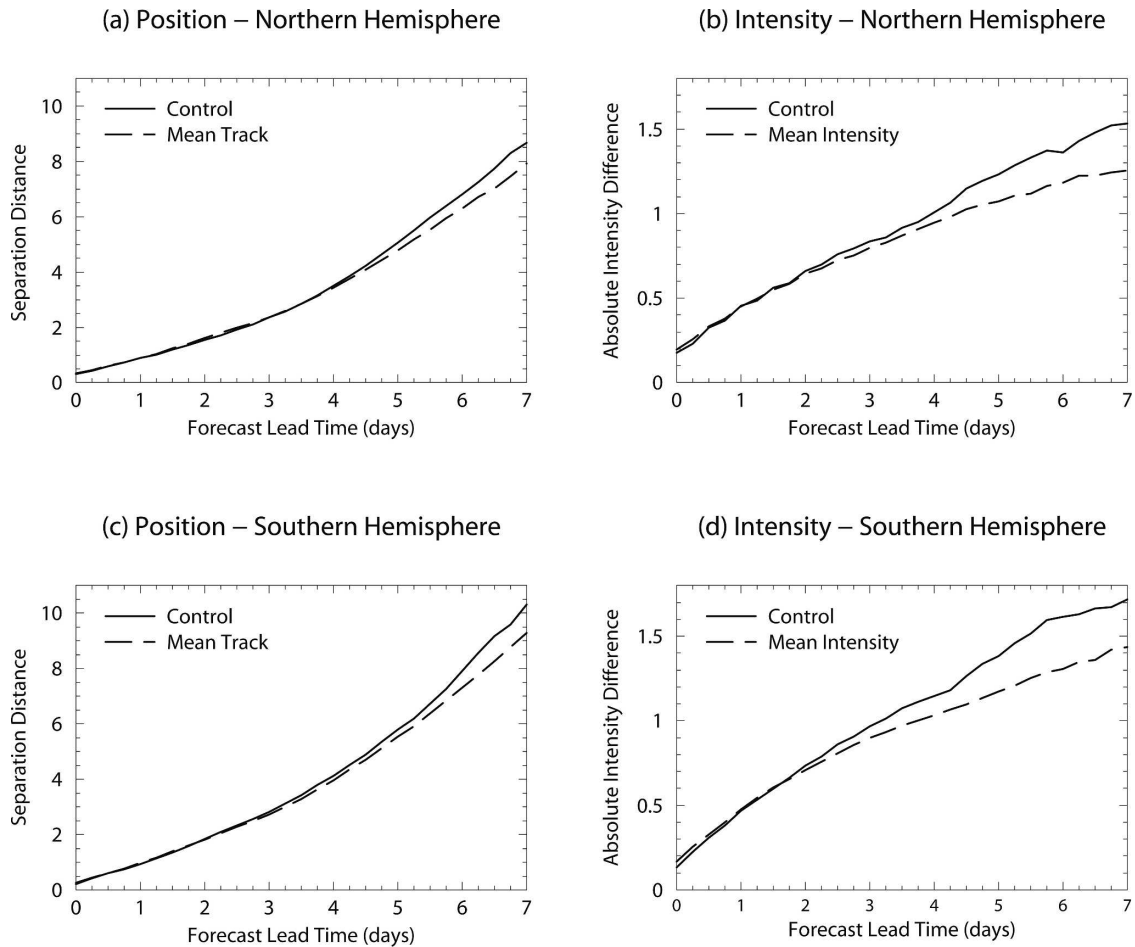 (a) Position – Northern Hemisphere
Separation Distance
10
8
6
4
2
0
Control
Mean Track
0 1 2 3 4 5 6 7
Forecast Lead Time (days)
(b) Intensity – Northern Hemisphere
Absolute Intensity Difference
1.5
1
0.5
0
Control
Mean Intensity
0 1 2 3 4 5 6 7
Forecast Lead Time (days)
(c) Position – Southern Hemisphere
Separation Distance
10
8
6
4
2
0
Control
Mean Track
0 1 2 3 4 5 6 7
Forecast Lead Time (days)
(d) Intensity – Southern Hemisphere
Absolute Intensity Difference
1.5
1
0.5
0
Control
Mean Intensity
0 1 2 3 4 5 6 7
Forecast Lead Time (days)